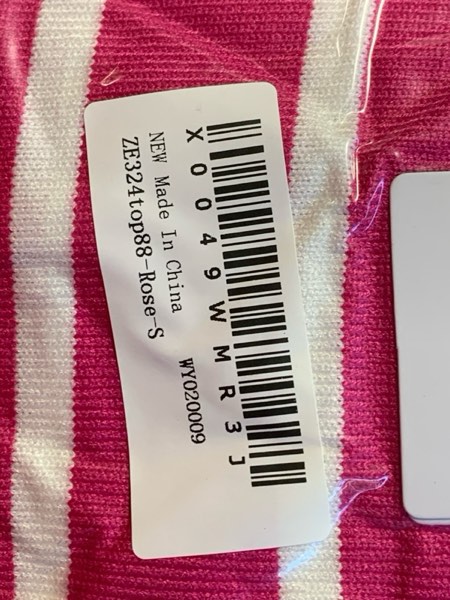 X0049WMR3J
NEW Made In China WY020009
ZE324top88-Rose-S